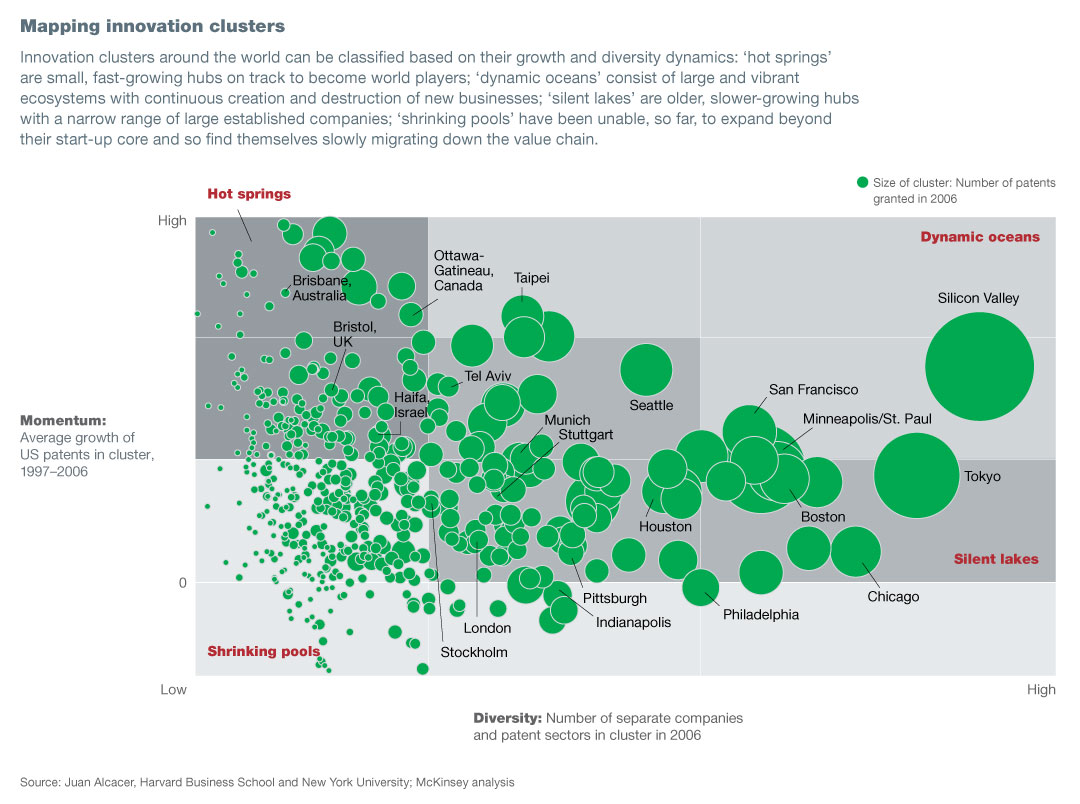 Mapping innovation clusters
Innovation clusters around the world can be classified based on their growth and diversity dynamics: ‘hot springs’
are small, fast-growing hubs on track to become world players; ‘dynamic oceans’ consist of large and vibrant
ecosystems with continuous creation and destruction of new businesses; ‘silent lakes’ are older, slower-growing hubs
with a narrow range of large established companies; ‘shrinking pools’ have been unable, so far, to expand beyond
their start-up core and so find themselves slowly migrating down the value chain.
Size of cluster: Number of patents
granted in 2006
Hot springs
High
Dynamic oceans
Ottawa-
Gatineau,
Canada
Taipei
Brisbane,
Australia
Silicon Valley
Bristol,
UK
Tel Aviv
Seattle
San Francisco
Haifa,
Israel
Munich
Stuttgart
Minneapolis/St. Paul
Momentum:
Average growth of
US patents in cluster,
1997–2006
Tokyo
Houston
Boston
Silent lakes
0
Pittsburgh
Chicago
Indianapolis
Philadelphia
London
Stockholm
Shrinking pools
Low
High
Diversity: Number of separate companies
and patent sectors in cluster in 2006
Source: Juan Alcacer, Harvard Business School and New York University; McKinsey analysis